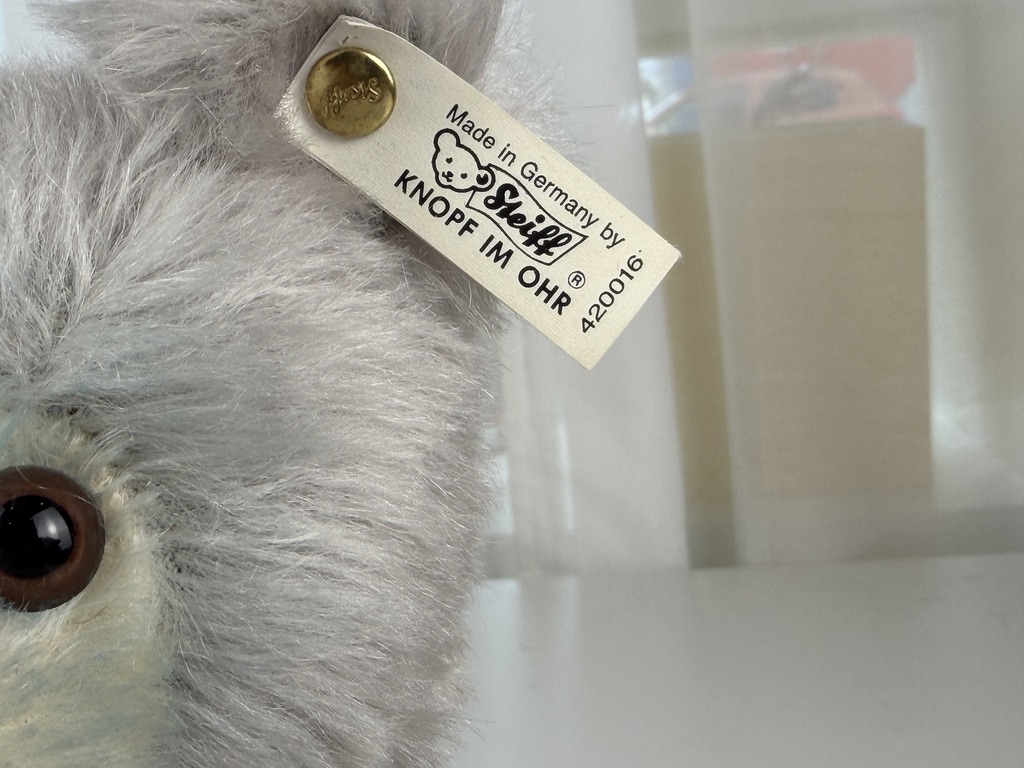 Steiff
Made in Germany by
Steiff
KNOPF IM OHR ®
420016